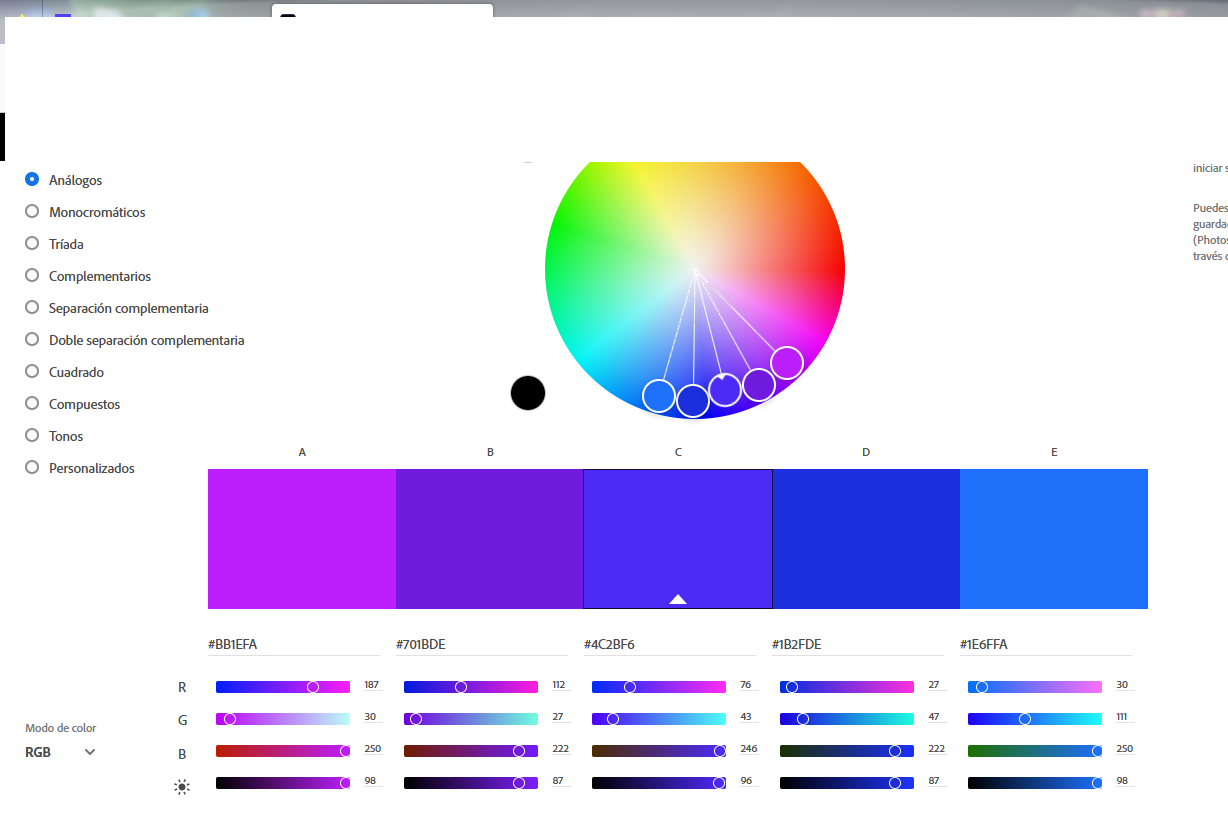 iniciar s
Puedes
guarda
(Photos
través
Análogos
Monocromáticos
Tríada
Complementarios
Separación complementaria
Doble separación complementaria
Cuadrado
Compuestos
Tonos
Personalizados
A B C D E
#BB1EFA #701BDE #4C2BF6 #1B2FDE #1E6FFA
R 187 112 76 27 30
G 30 27 43 47 111
B 250 222 246 222 250
98 87 96 87 98
Modo de color
RGB